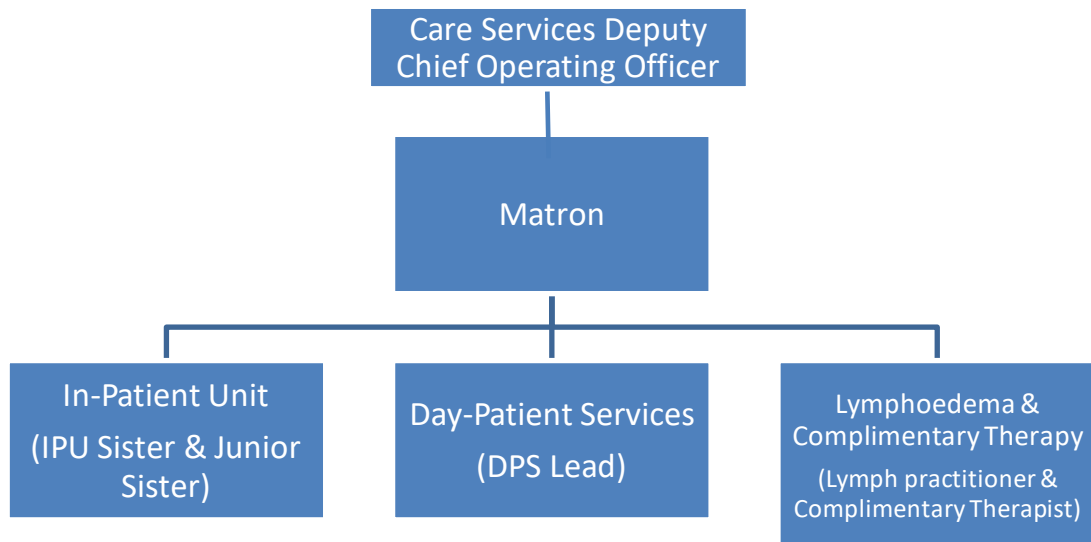 Care Services Deputy
Chief Operating Officer
Matron
In-Patient Unit
(IPU Sister & Junior
Sister)
Day-Patient Services
(DPS Lead)
Lymphoedema &
Complimentary Therapy
(Lymph practitioner &
Complimentary Therapist)